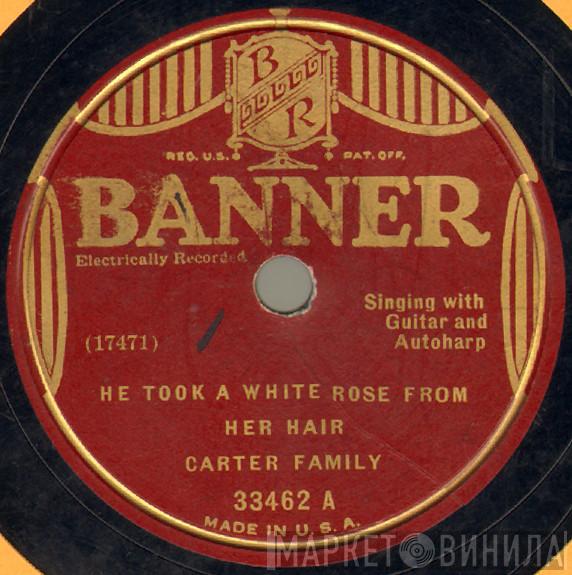 B
R
REG. U.S. PAT. OFF.
BANNER
Electrically Recorded
Singing with
Guitar and
Autoharp
(17471)
HE TOOK A WHITE ROSE FROM
HER HAIR
CARTER FAMILY
33462 A
MADE IN U. S. A.
МАРКЕТ ВИНИЛА